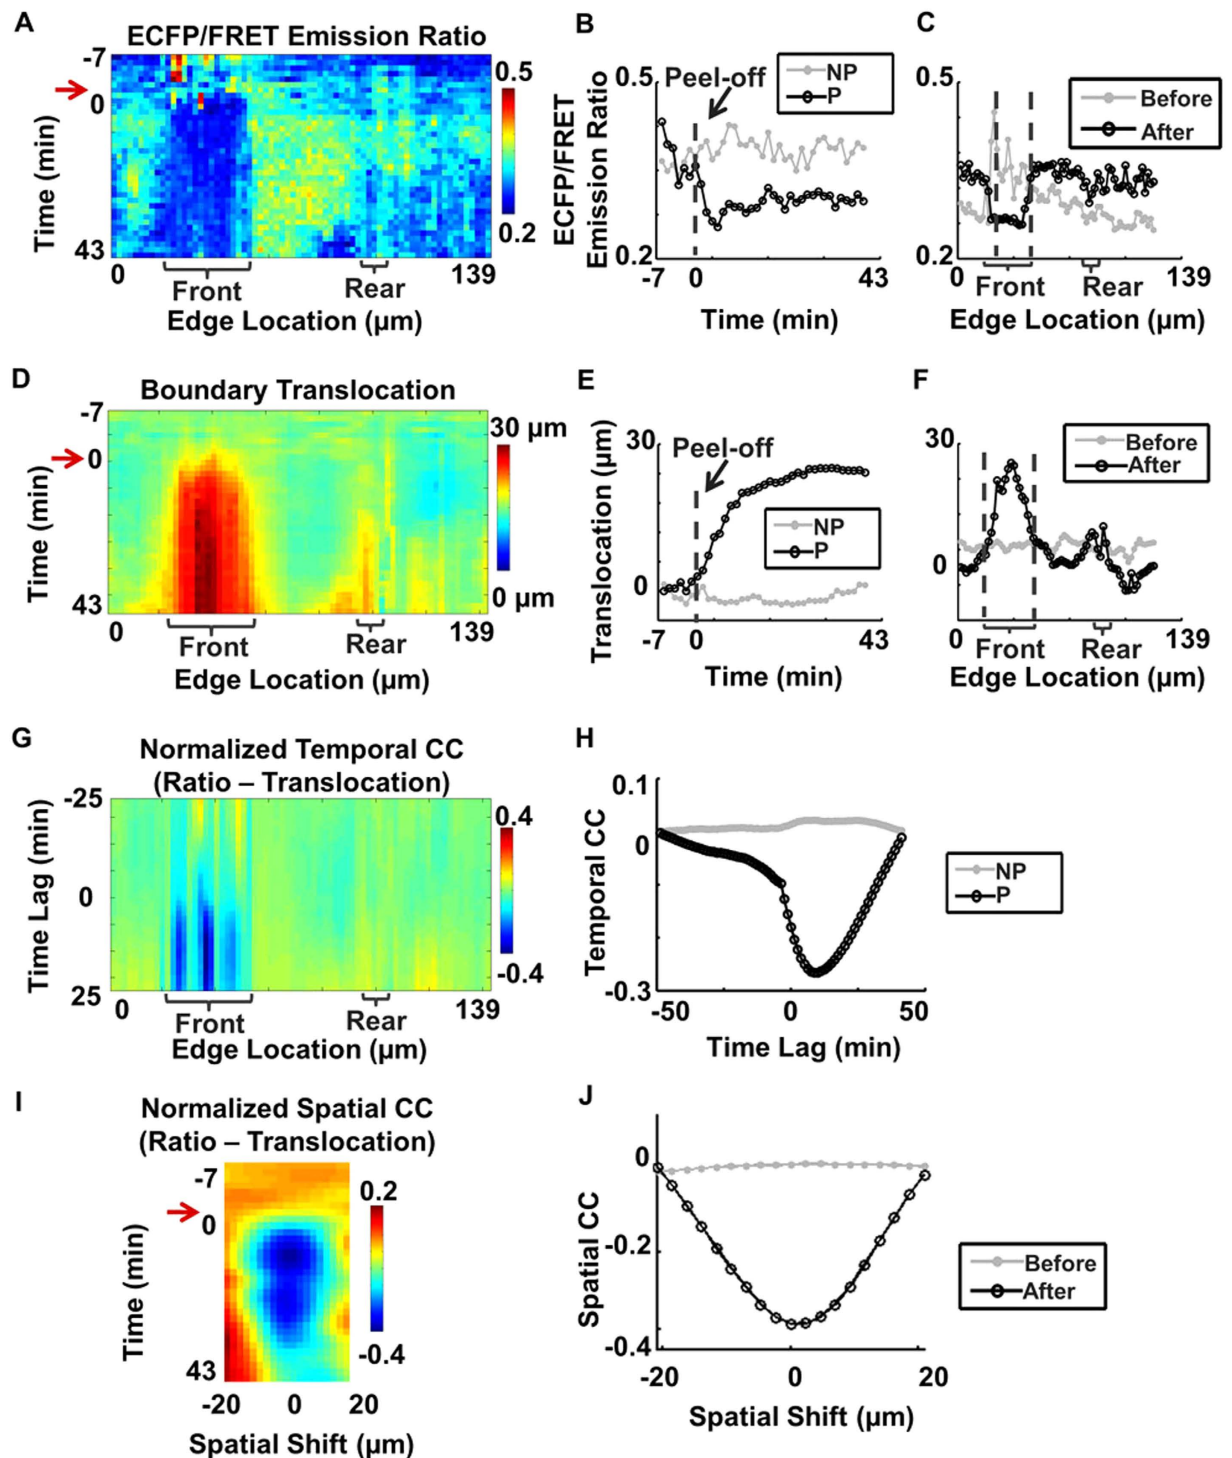 A
ECFP/FRET Emission Ratio
-7
0
43
Time (min)
0.5
0.2
0
139
Front
Rear
Edge Location (µm)
B
ECFP/FRET
Emission Ratio
0.5
0.2
Peel-off
NP
P
-7
0
43
Time (min)
C
0.5
0.2
Before
After
0
139
Front
Rear
Edge Location (µm)
D
Boundary Translocation
-7
0
43
Time (min)
30 µm
0 µm
0
139
Front
Rear
Edge Location (µm)
E
Translocation (µm)
30
0
Peel-off
NP
P
-7
0
43
Time (min)
F
30
0
Before
After
0
139
Front
Rear
Edge Location (µm)
G
Normalized Temporal CC
(Ratio – Translocation)
-25
0
25
Time Lag (min)
0.4
-0.4
0
139
Front
Rear
Edge Location (µm)
H
Temporal CC
0.1
0
-0.3
NP
P
-50
0
50
Time Lag (min)
I
Normalized Spatial CC
(Ratio – Translocation)
-7
0
43
Time (min)
0.2
-0.4
-20
0
20
Spatial Shift (µm)
J
Spatial CC
0
-0.2
-0.4
Before
After
-20
0
20
Spatial Shift (µm)